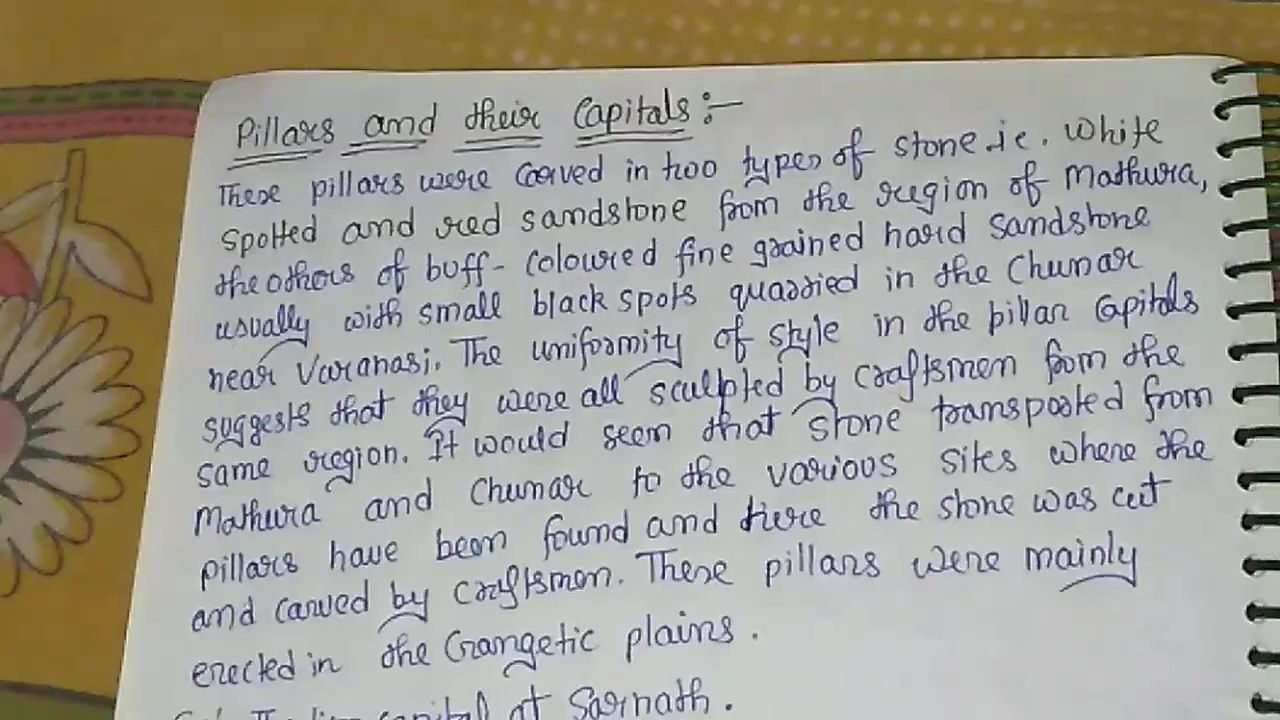 Pillars and their Capitals :-
These pillars were carved in two types of stone ie. White
spotted and red sandstone from the region of Mathura,
the others of buff- coloured fine grained hard sandstone
usually with small black spots quarried in the Chunar
near Varanasi. The uniformity of style in the pillar capitals
suggests that they were all sculpted by craftsmen from the
same region. It would seem that stone transported from
Mathura and Chunar to the various sites where the
pillars have been found and here the stone was cut
and carved by craftsmen. These pillars were mainly
erected in the Gangetic plains.
capital at Sarnath.